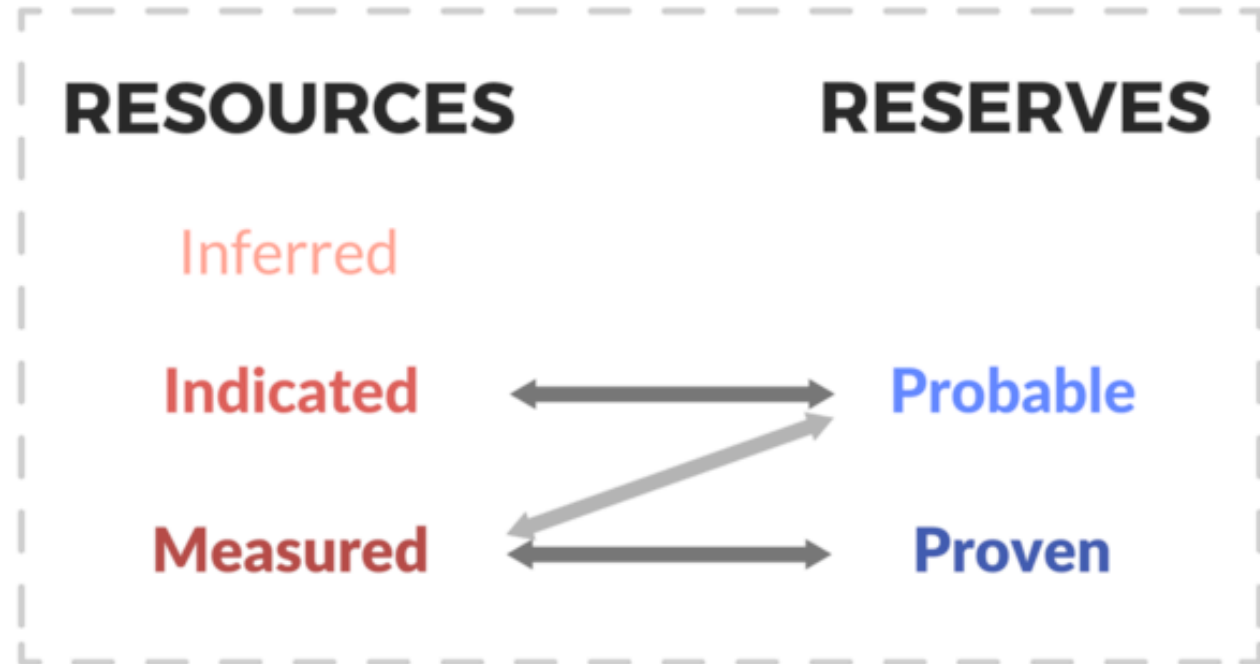 RESOURCES RESERVES
Inferred
Indicated Probable
Measured Proven